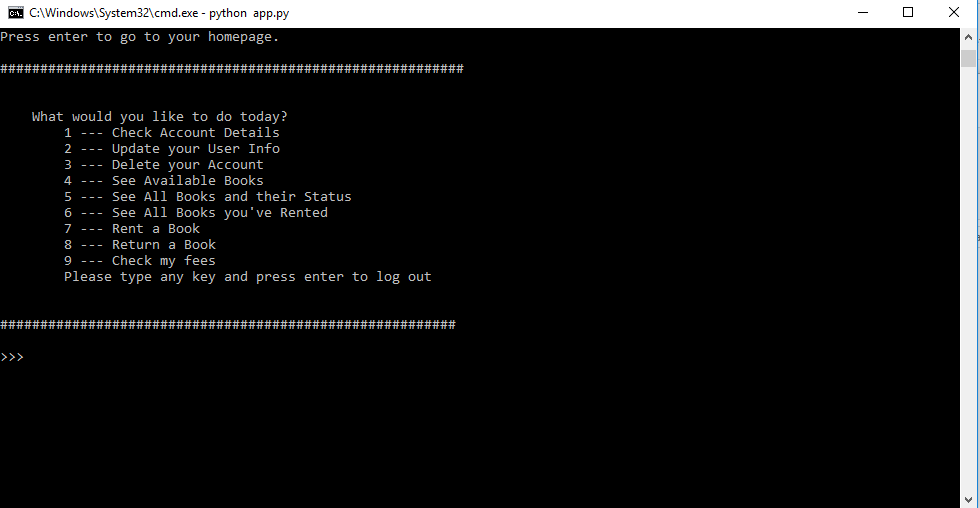 C:\Windows\System32\cmd.exe - python  app.py
Press enter to go to your homepage.
##########################################################
What would you like to do today?
1 --- Check Account Details
2 --- Update your User Info
3 --- Delete your Account
4 --- See Available Books
5 --- See All Books and their Status
6 --- See All Books you've Rented
7 --- Rent a Book
8 --- Return a Book
9 --- Check my fees
Please type any key and press enter to log out
#########################################################
>>>